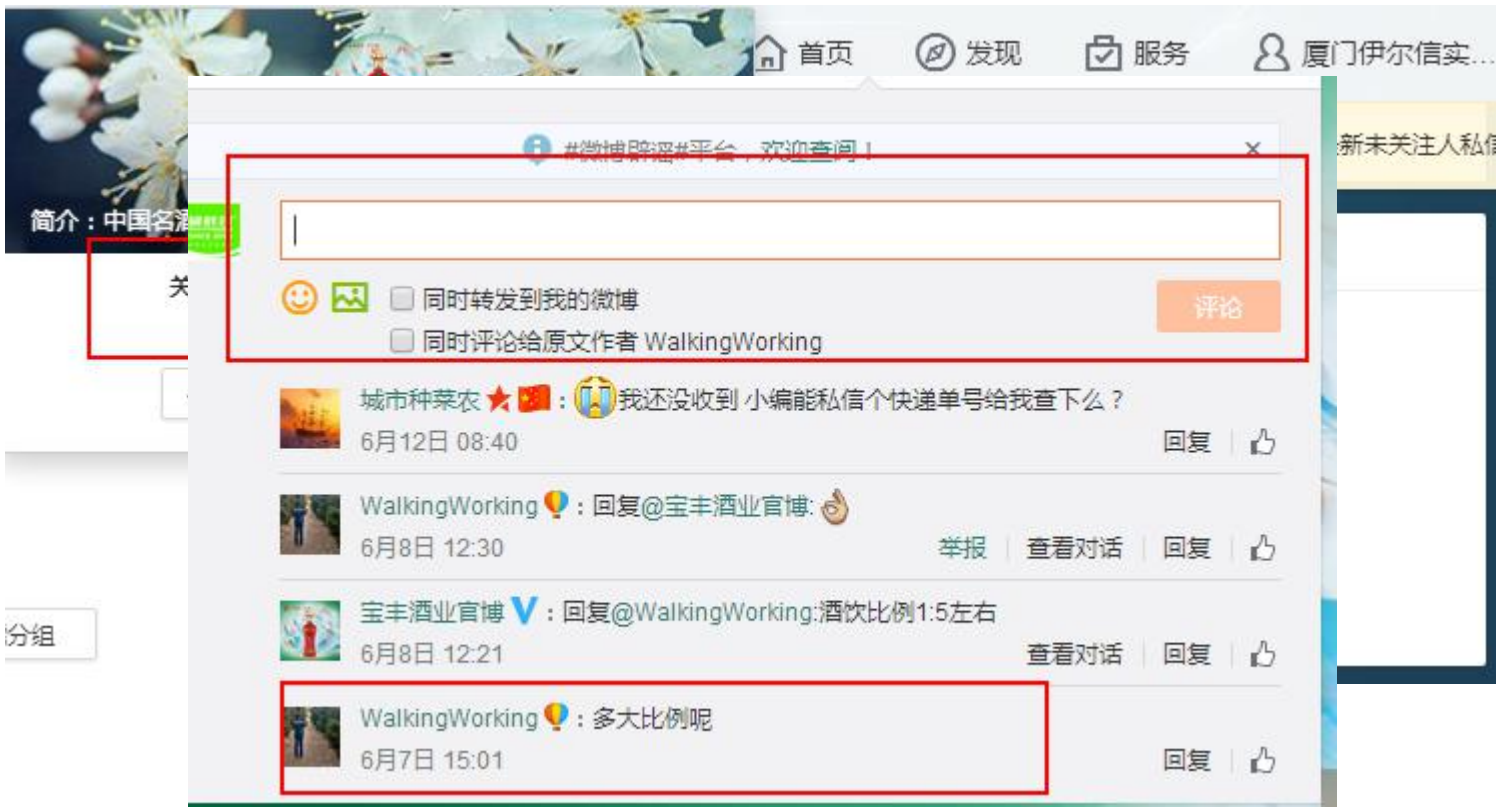 首页 发现 服务 厦门伊尔信实...
#微博辟谣#平台，欢迎查阅！ ×
新未关注人私信
简介：中国名酒
关
同时转发到我的微博
评论
同时评论给原文作者 WalkingWorking
城市种菜农：我还没收到 小编能私信个快递单号给我查下么？
6月12日 08:40 回复
WalkingWorking：回复@宝丰酒业官博:
6月8日 12:30 举报 查看对话 回复
宝丰酒业官博 V：回复@WalkingWorking:酒饮比例1:5左右
分组
6月8日 12:21 查看对话 回复
WalkingWorking：多大比例呢
6月7日 15:01 回复